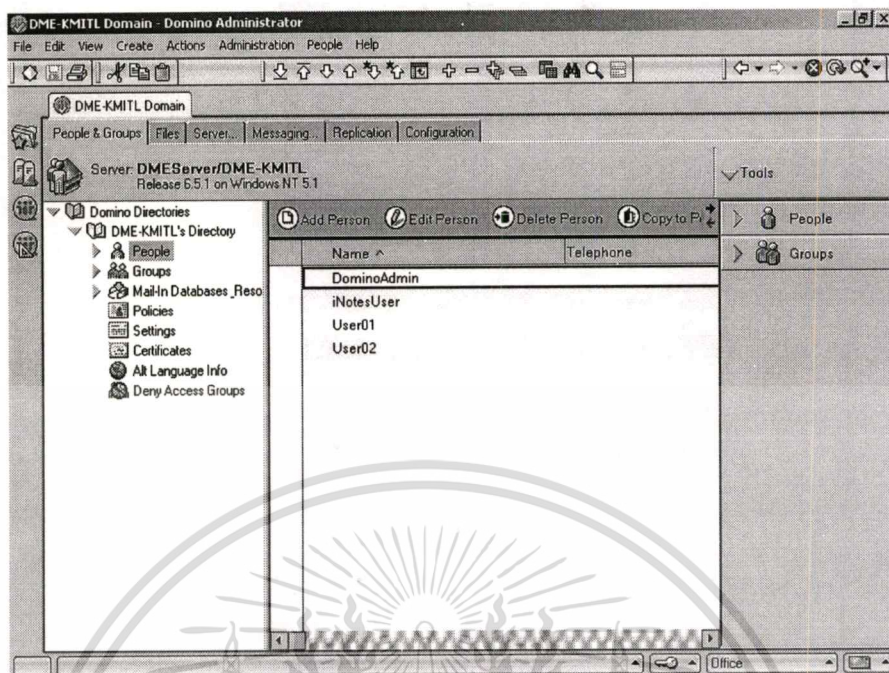 DME-KMITL Domain - Domino Administrator
File Edit View Create Actions Administration People Help
DME-KMITL Domain
People & Groups Files Server... Messaging... Replication Configuration
Server: DMEServer/DME-KMITL
Release 6.5.1 on Windows NT 5.1
Tools
Domino Directories
DME-KMITL's Directory
People
Groups
Mail-In Databases_Reso
Policies
Settings
Certificates
Alt Language Info
Deny Access Groups
Add Person Edit Person Delete Person Copy to P
Name Telephone
DominoAdmin
iNotesUser
User01
User02
People
Groups
Office